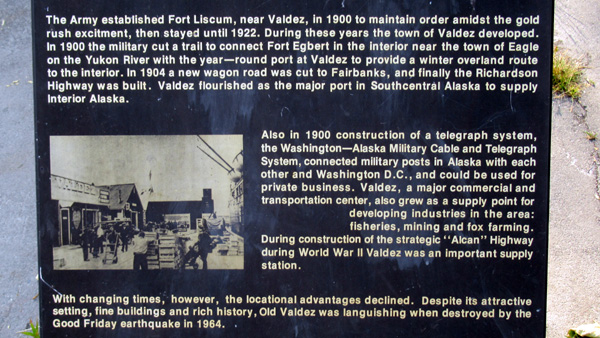 The Army established Fort Liscum, near Valdez, in 1900 to maintain order amidst the gold
rush excitment, then stayed until 1922. During these years the town of Valdez developed.
In 1900 the military cut a trail to connect Fort Egbert in the interior near the town of Eagle
on the Yukon River with the year—round port at Valdez to provide a winter overland route
to the interior. In 1904 a new wagon road was cut to Fairbanks, and finally the Richardson
Highway was built. Valdez flourished as the major port in Southcentral Alaska to supply
Interior Alaska.
Also in 1900 construction of a telegraph system,
the Washington—Alaska Military Cable and Telegraph
System, connected military posts in Alaska with each
other and Washington D.C., and could be used for
private business. Valdez, a major commercial and
transportation center, also grew as a supply point for
developing industries in the area:
fisheries, mining and fox farming.
During construction of the strategic ''Alcan'' Highway
during World War II Valdez was an important supply
station.
With changing times, however, the locational advantages declined. Despite its attractive
setting, fine buildings and rich history, Old Valdez was languishing when destroyed by the
Good Friday earthquake in 1964.